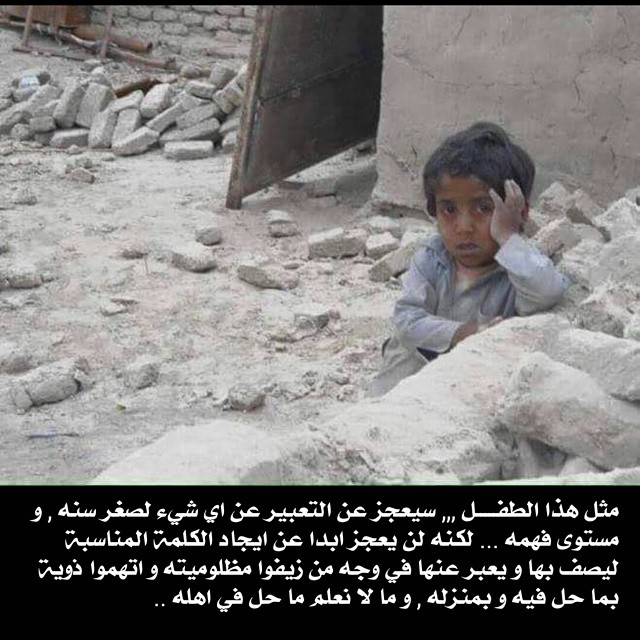 مثل هذا الطفـــل ,,, سيعجز عن التعبير عن اي شيء لصغر سنه , و
مستوى فهمه ... لكنه لن يعجز ابدا عن ايجاد الكلمة المناسبة
ليصف بها و يعبر عنها في وجه من زيفوا مظلوميته و اتهموا ذوية
بما حل فيه و بمنزله , و ما لا نعلم ما حل في اهله ..